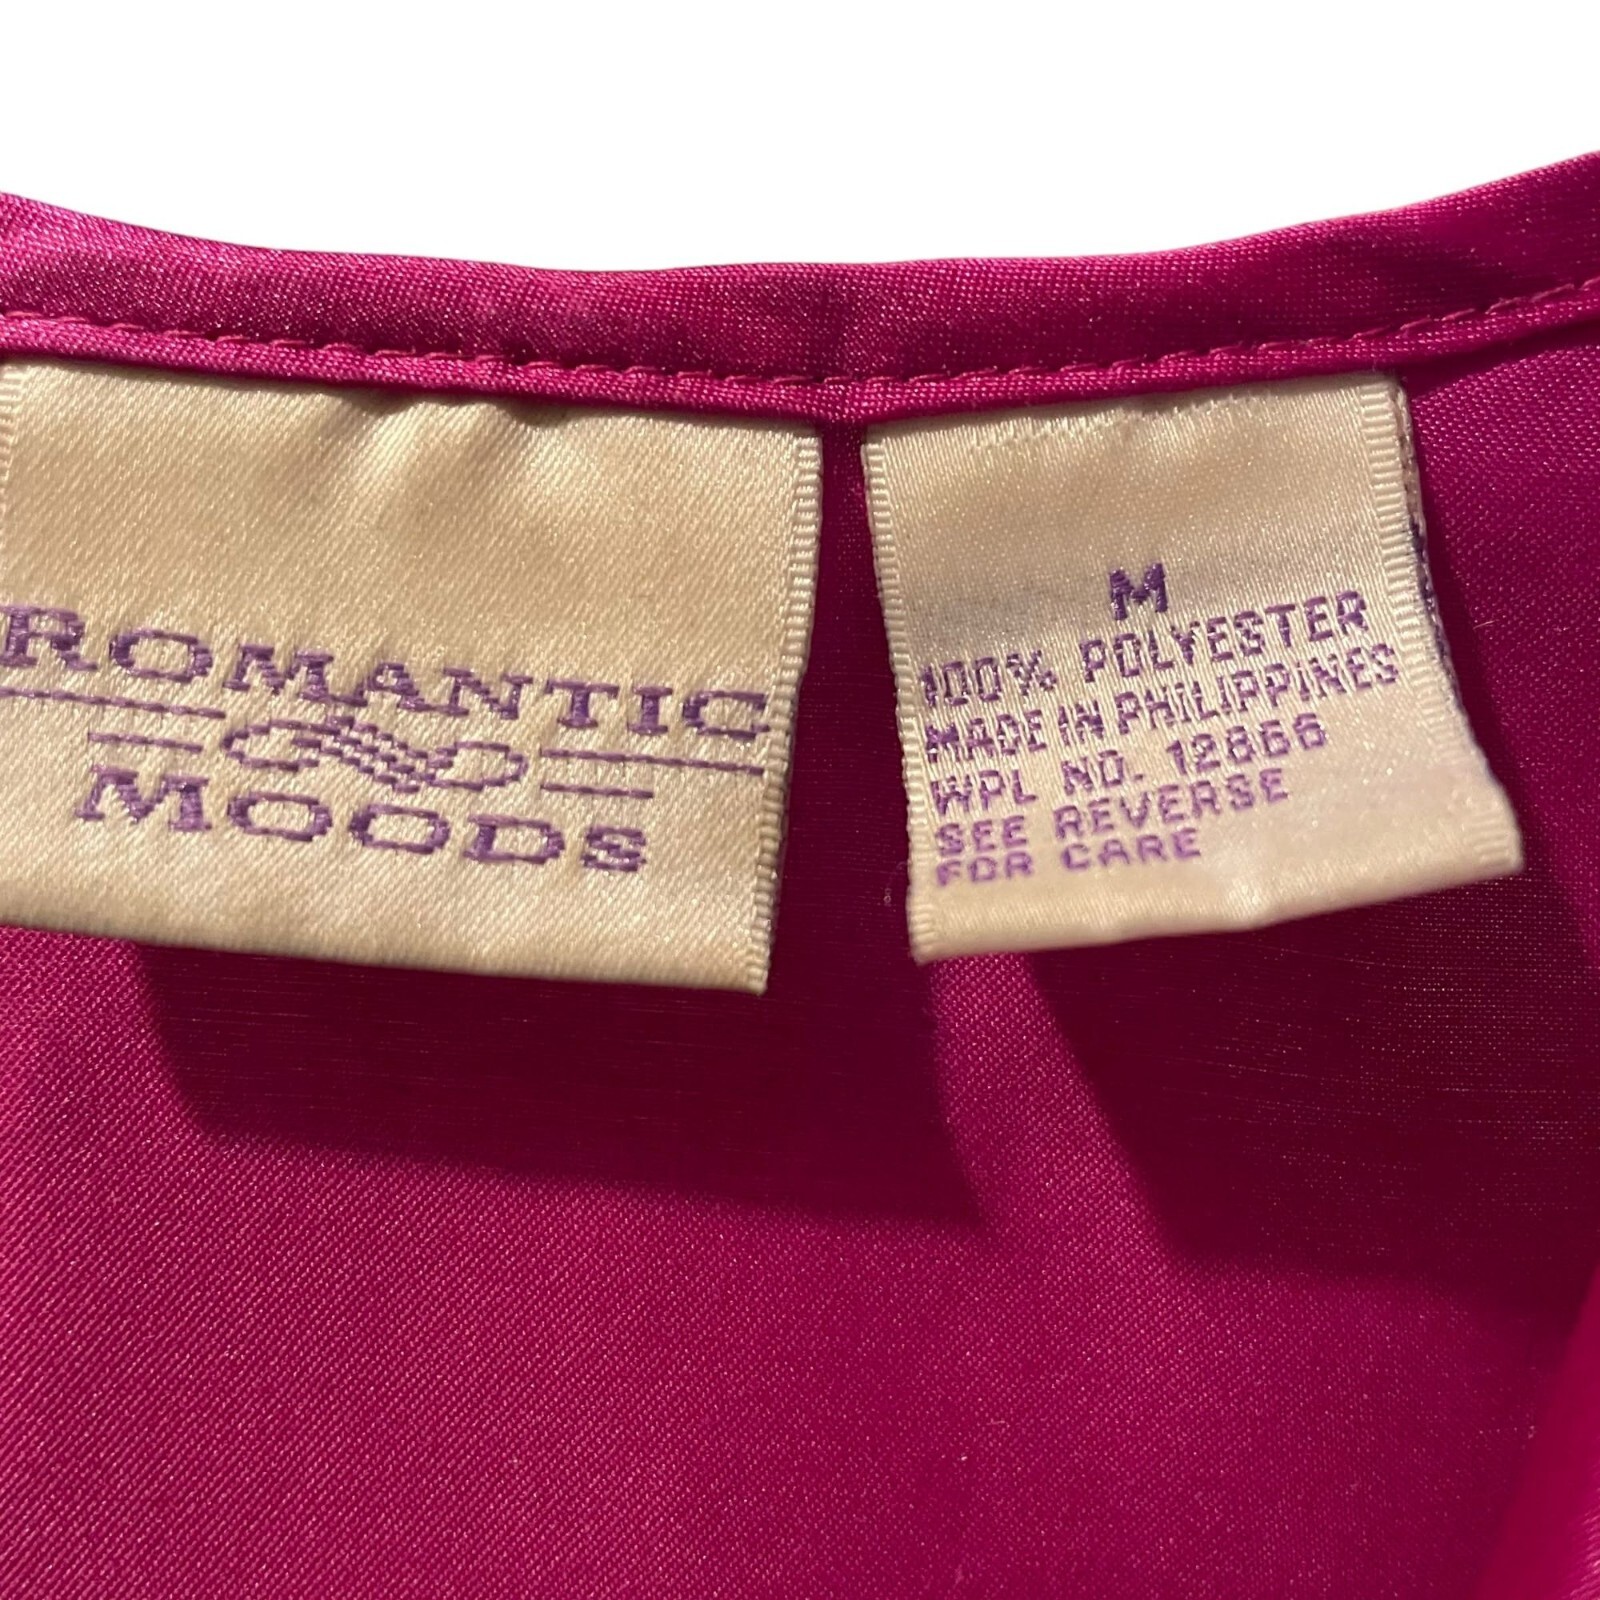 ROMANTIC
MOODS
M
100% POLYESTER
MADE IN PHILIPPINES
WPL NO. 12866
SEE REVERSE
FOR CARE